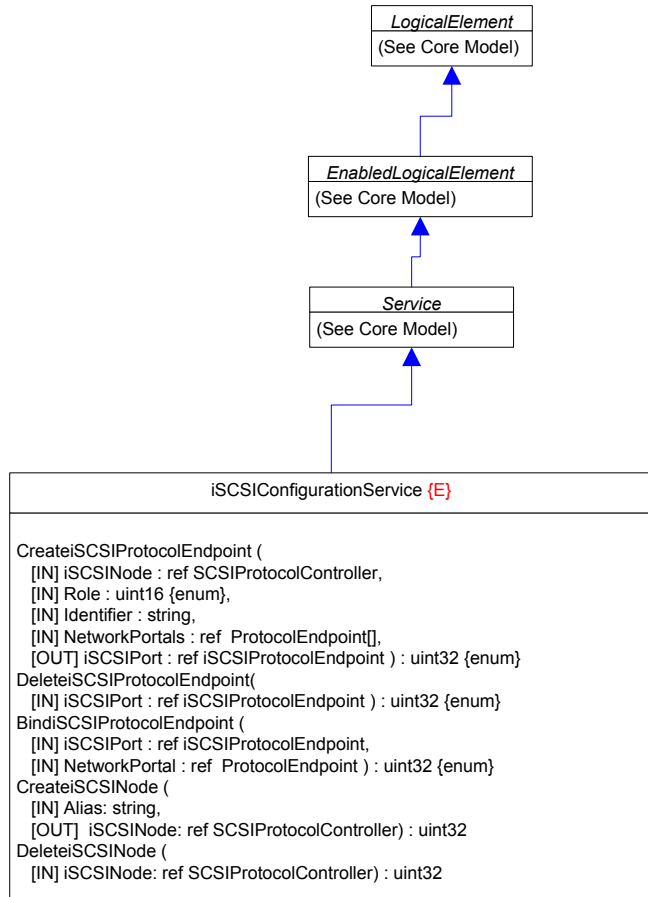 LogicalElement
(See Core Model)
EnabledLogicalElement
(See Core Model)
Service
(See Core Model)
iSCSIConfigurationService {E}
CreateiSCSIProtocolEndpoint (
[IN] iSCSINode : ref SCSIProtocolController,
[IN] Role : uint16 {enum},
[IN] Identifier : string,
[IN] NetworkPortals : ref ProtocolEndpoint[],
[OUT] iSCSIPort : ref iSCSIProtocolEndpoint ) : uint32 {enum}
DeleteiSCSIProtocolEndpoint(
[IN] iSCSIPort : ref iSCSIProtocolEndpoint ) : uint32 {enum}
BindiSCSIProtocolEndpoint (
[IN] iSCSIPort : ref iSCSIProtocolEndpoint,
[IN] NetworkPortal : ref ProtocolEndpoint ) : uint32 {enum}
CreateiSCSINode (
[IN] Alias: string,
[OUT] iSCSINode: ref SCSIProtocolController) : uint32
DeleteiSCSINode (
[IN] iSCSINode: ref SCSIProtocolController) : uint32